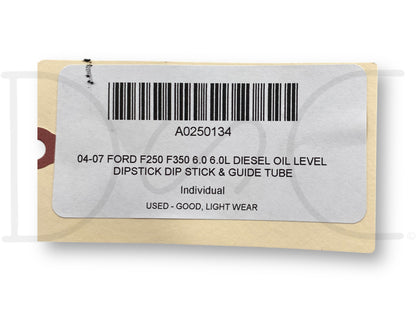 A0250134
04-07 FORD F250 F350 6.0 6.0L DIESEL OIL LEVEL
DIPSTICK DIP STICK & GUIDE TUBE
Individual
USED - GOOD, LIGHT WEAR